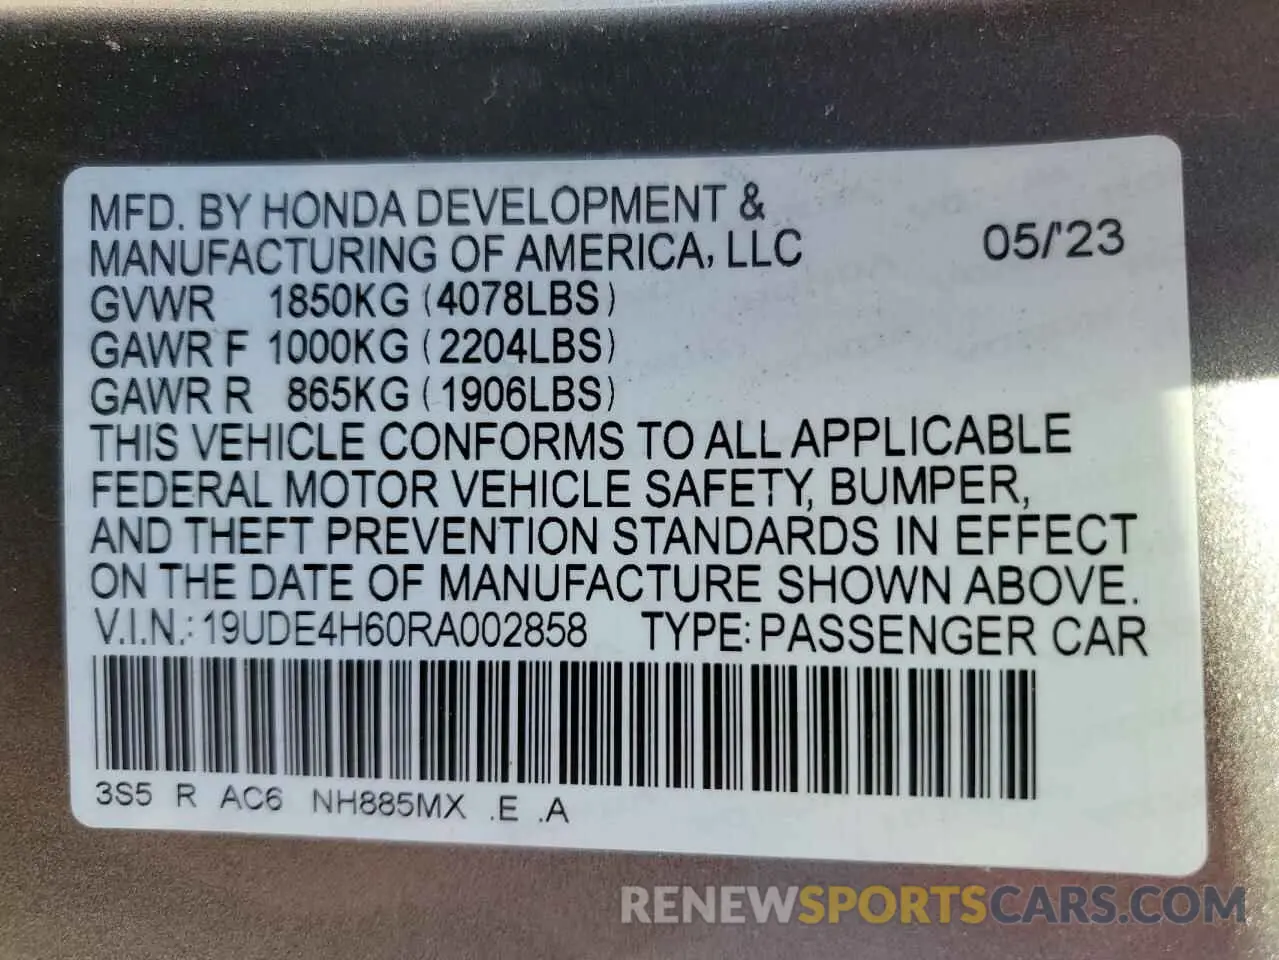 MFD. BY HONDA DEVELOPMENT &
MANUFACTURING OF AMERICA, LLC 05/'23
GVWR 1850KG (4078LBS)
GAWR F 1000KG (2204LBS)
GAWR R 865KG (1906LBS)
THIS VEHICLE CONFORMS TO ALL APPLICABLE
FEDERAL MOTOR VEHICLE SAFETY, BUMPER,
AND THEFT PREVENTION STANDARDS IN EFFECT
ON THE DATE OF MANUFACTURE SHOWN ABOVE.
V.I.N.: 19UDE4H60RA002858 TYPE: PASSENGER CAR
3S5 R AC6 NH885MX .E .A
RENEWSPORTSCARS.COM